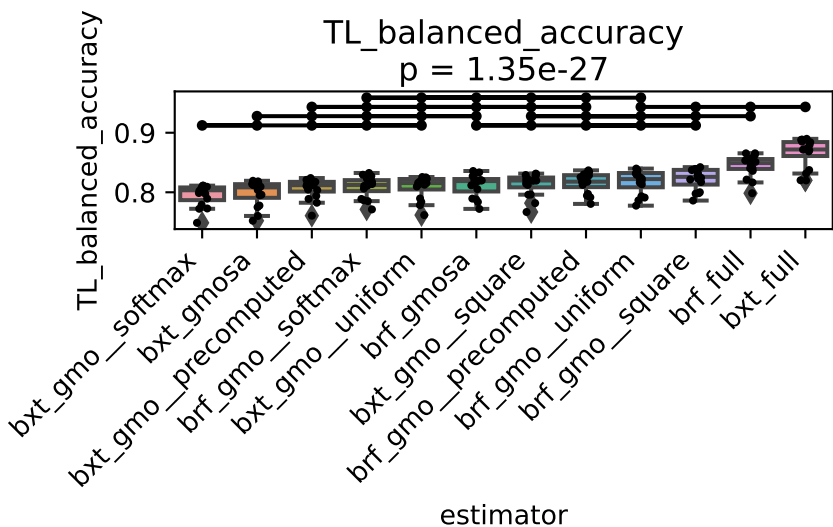 TL_balanced_accuracy
p = 1.35e-27
TL_balanced_accuracy
0.9
0.8
bxt_gmo__softmax
bxt_gmosa
bxt_gmo__precomputed
brf_gmo__softmax
bxt_gmo__uniform
brf_gmosa
bxt_gmo__square
brf_gmo__precomputed
brf_gmo__uniform
brf_gmo__square
brf_full
bxt_full
estimator